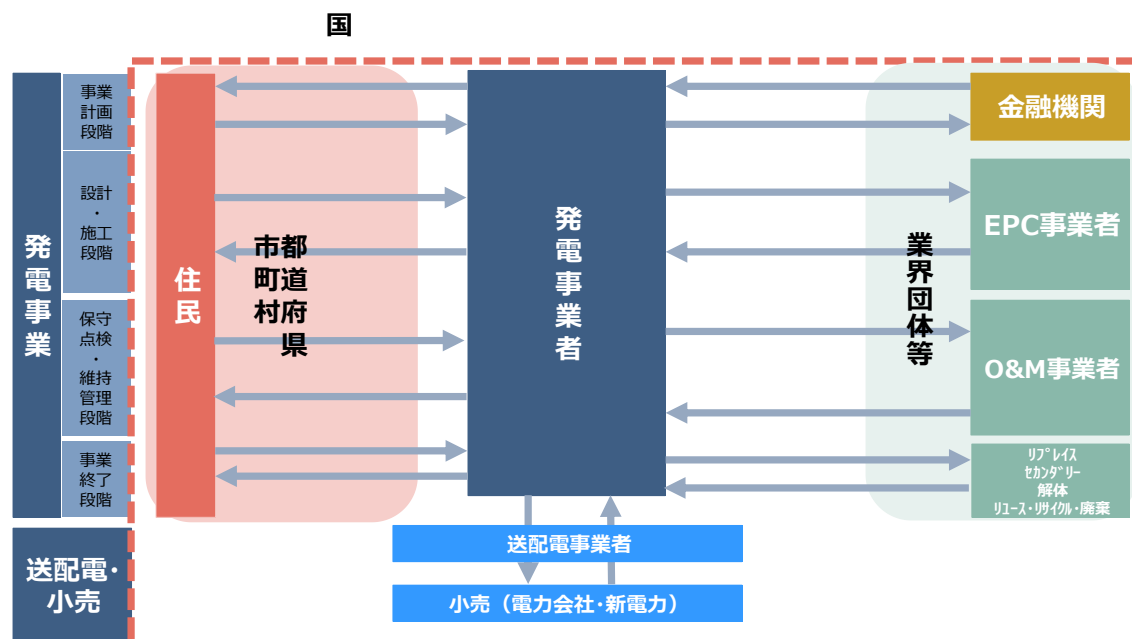 国
発電事業
事業
計画
段階
設計
・
施工
段階
保守
点検
・
維持
管理
段階
事業
終了
段階
送配電・
小売
住民
都道府県
市町村
発電事業者
業界団体等
金融機関
EPC事業者
O&M事業者
ﾘﾌﾟﾚｲｽ
ｾｶﾝﾀﾞﾘｰ
解体
ﾘﾕｰｽ・ﾘｻｲｸﾙ・廃棄
送配電事業者
小売（電力会社・新電力）